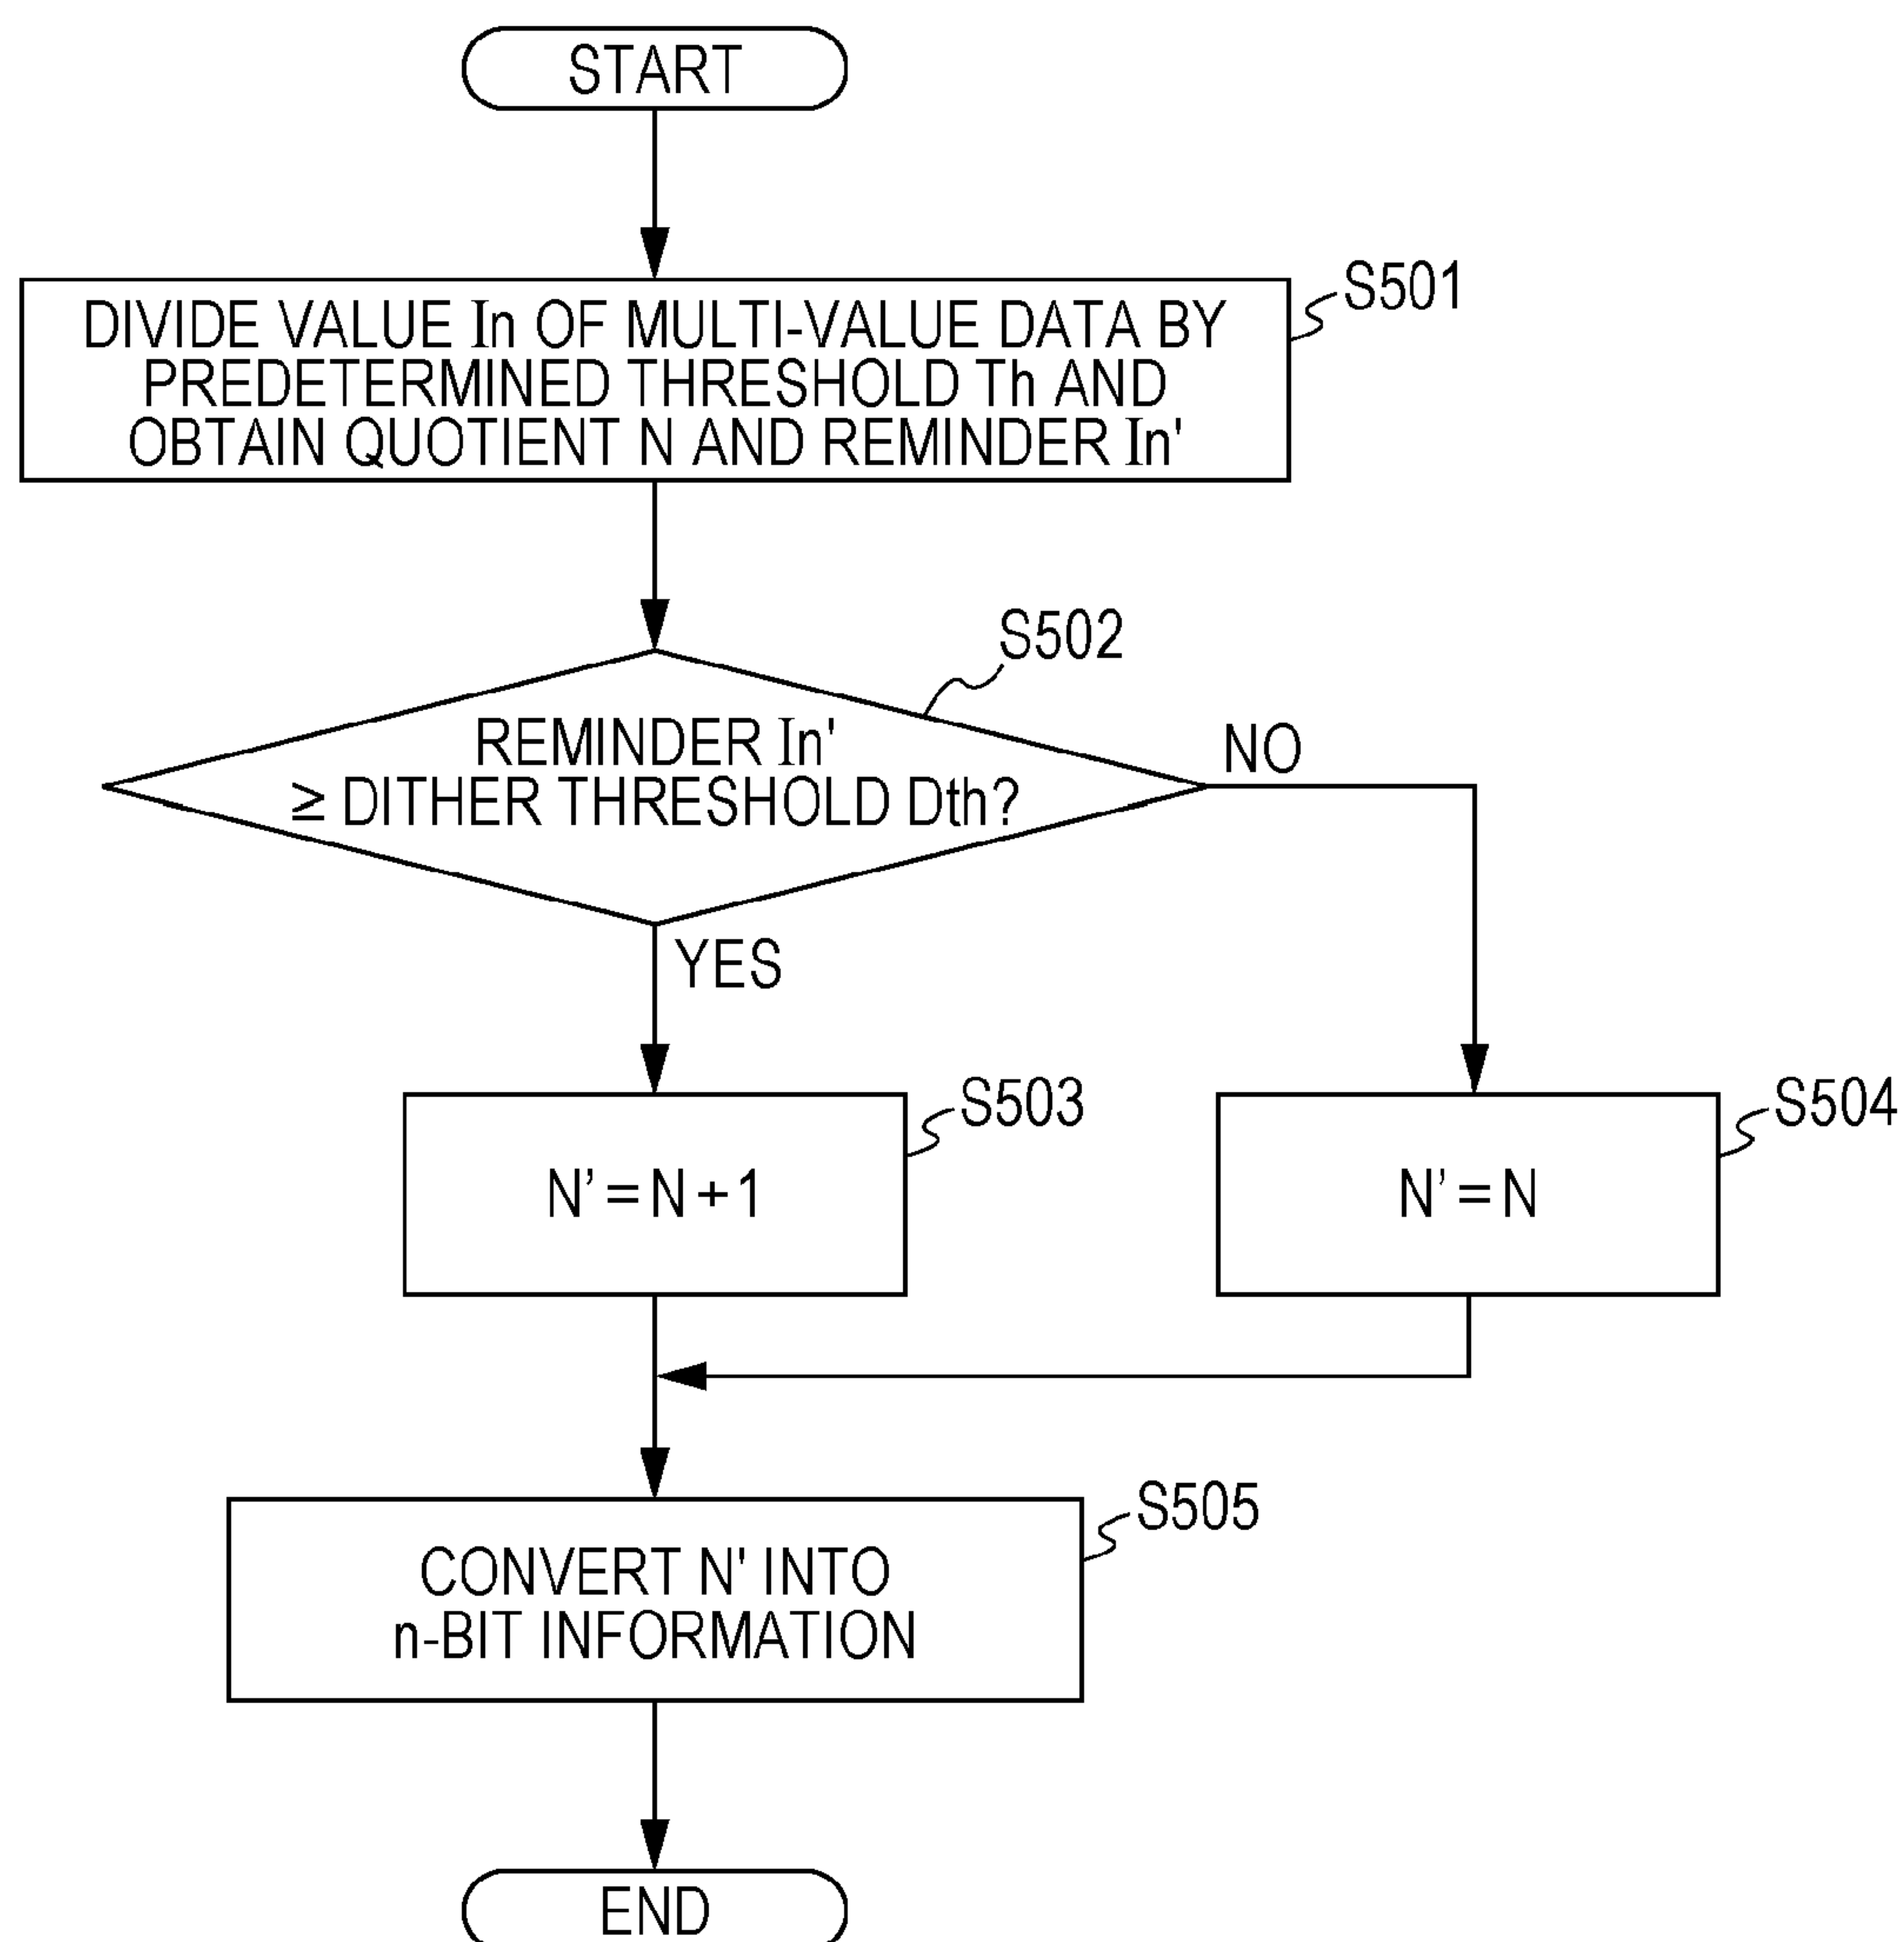 START
S501
DIVIDE VALUE In OF MULTI-VALUE DATA BY
PREDETERMINED THRESHOLD Th AND
OBTAIN QUOTIENT N AND REMINDER In'
S502
REMINDER In'
≥ DITHER THRESHOLD Dth?
NO
YES
S503
N’ = N + 1
S504
N’ = N
S505
CONVERT N' INTO
n-BIT INFORMATION
END